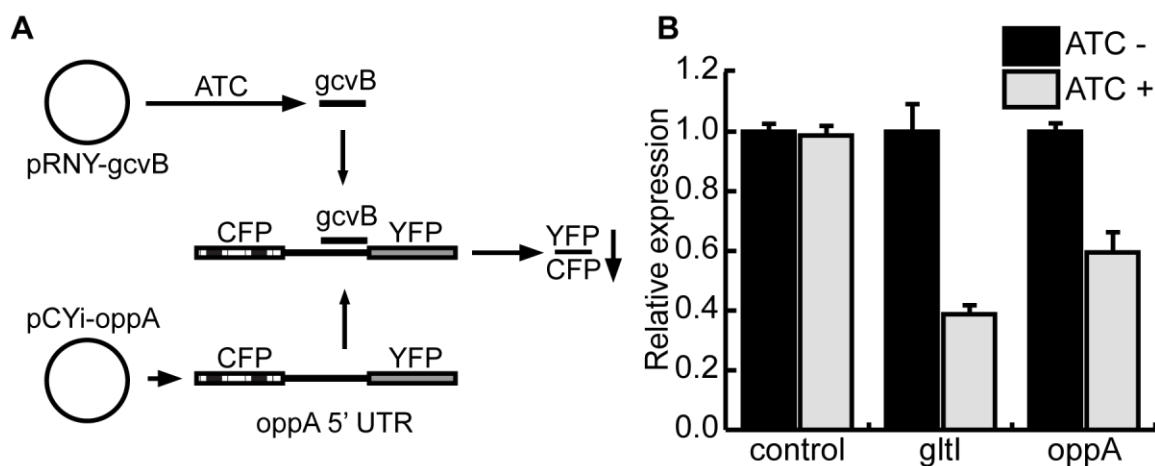 A
ATC
gcvB
pRNY-gcvB
gcvB
CFP
YFP
YFP
CFP
pCYi-oppA
CFP
YFP
oppA 5' UTR
B
ATC -
ATC +
Relative expression
1.2
1.0
0.8
0.6
0.4
0.2
0.0
control
gltI
oppA